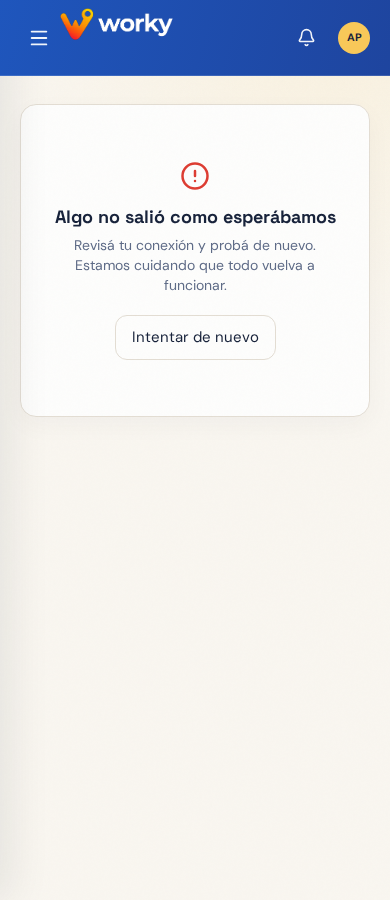 worky
AP
Algo no salió como esperábamos
Revisá tu conexión y probá de nuevo.
Estamos cuidando que todo vuelva a
funcionar.
Intentar de nuevo